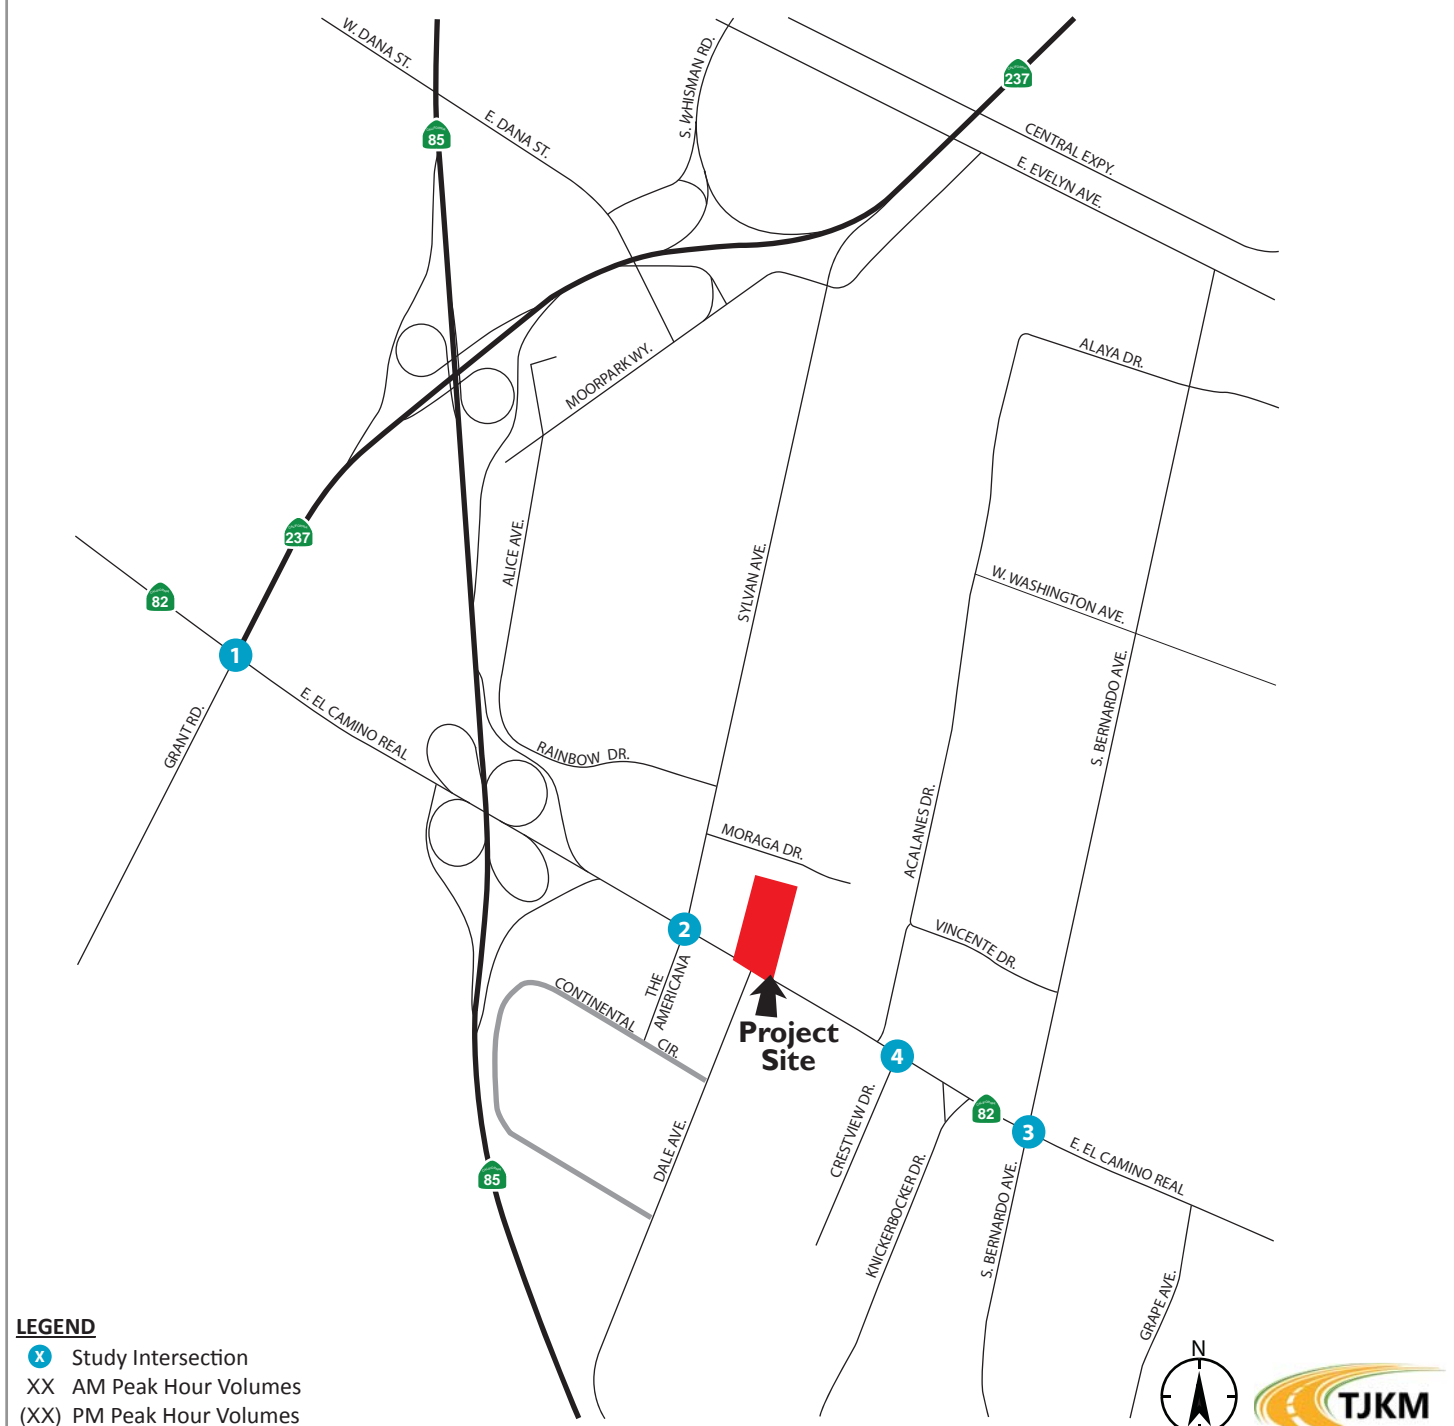 W. DANA ST.
85
E. DANA ST.
S. WHISMAN RD.
237
CENTRAL EXPY.
E. EVELYN AVE.
ALAYA DR.
MOORPARK WY.
237
82
1
ALICE AVE.
SYLVAN AVE.
W. WASHINGTON AVE.
GRANT RD.
E. EL CAMINO REAL
RAINBOW DR.
S. BERNARDO AVE.
MORAGA DR.
ACALANES DR.
2
VINCENTE DR.
THE
AMERICANA
CONTINENTAL
CIR.
Project
Site
4
82
3
E. EL CAMINO REAL
CRESTVIEW DR.
DALE AVE.
85
KNICKERBOCKER DR.
S. BERNARDO AVE.
GRAPE AVE.
LEGEND
X Study Intersection
XX AM Peak Hour Volumes
(XX) PM Peak Hour Volumes
N
TJKM